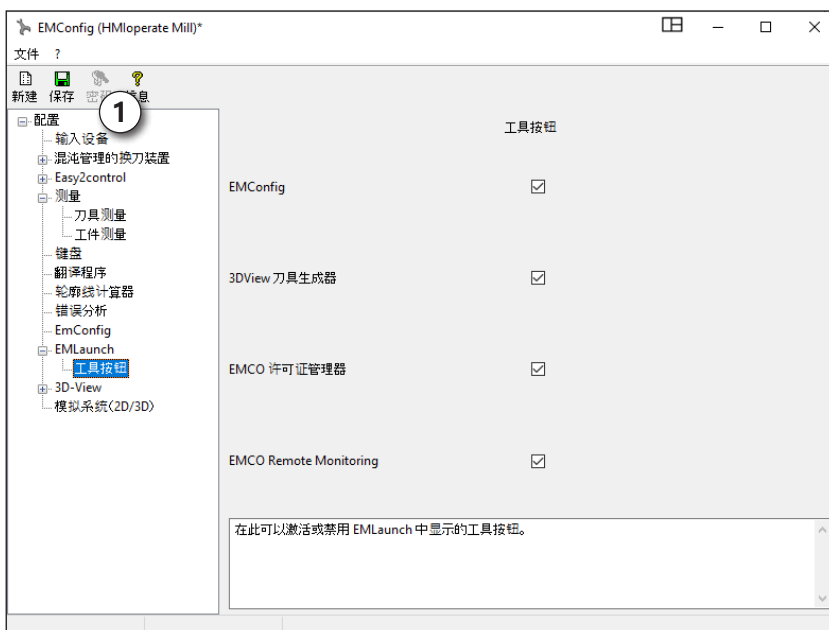 EMConfig (HMIoperate Mill)*
文件 ?
新建 保存 息
1
配置
输入设备
混沌管理的换刀装置
Easy2control
测量
刀具测量
工件测量
键盘
翻译程序
轮廓线计算器
错误分析
EmConfig
EMLaunch
工具按钮
3D-View
模拟系统(2D/3D)
工具按钮
EMConfig
3DView 刀具生成器
EMCO 许可证管理器
EMCO Remote Monitoring
在此可以激活或禁用 EMLaunch 中显示的工具按钮。